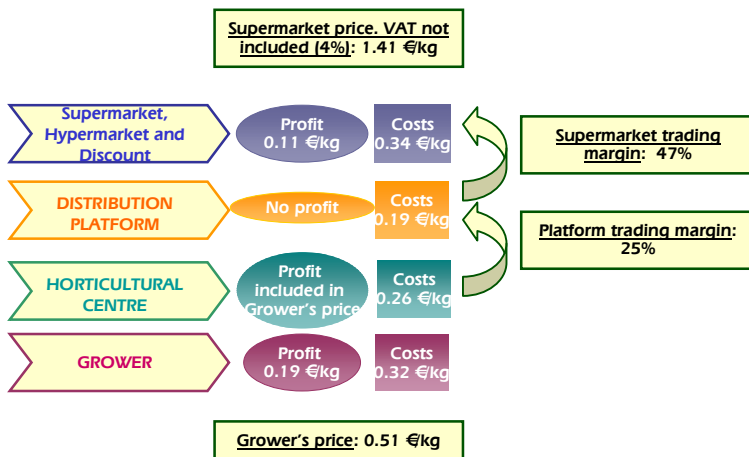 Supermarket price. VAT not
included (4%): 1.41 €/kg
Supermarket,
Hypermarket and
Discount
Profit
0.11 €/kg
Costs
0.34 €/kg
Supermarket trading
margin: 47%
DISTRIBUTION
PLATFORM
No profit
Costs
0.19 €/kg
Platform trading margin:
25%
HORTICULTURAL
CENTRE
Profit
included in
Grower's price
Costs
0.26 €/kg
GROWER
Profit
0.19 €/kg
Costs
0.32 €/kg
Grower's price: 0.51 €/kg